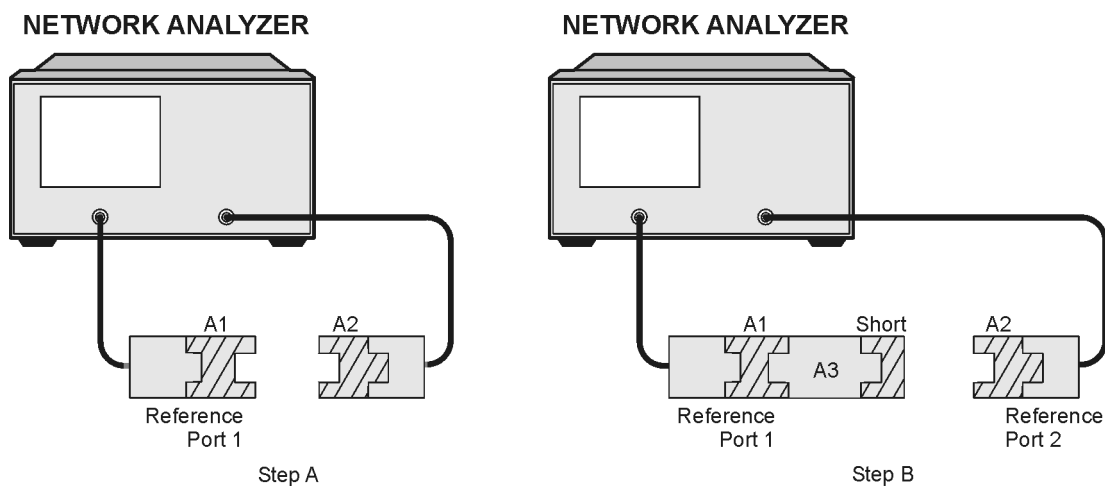 NETWORK ANALYZER
A1
A2
Reference
Port 1
Step A
NETWORK ANALYZER
A1
Short
A2
A3
Reference
Port 1
Reference
Port 2
Step B